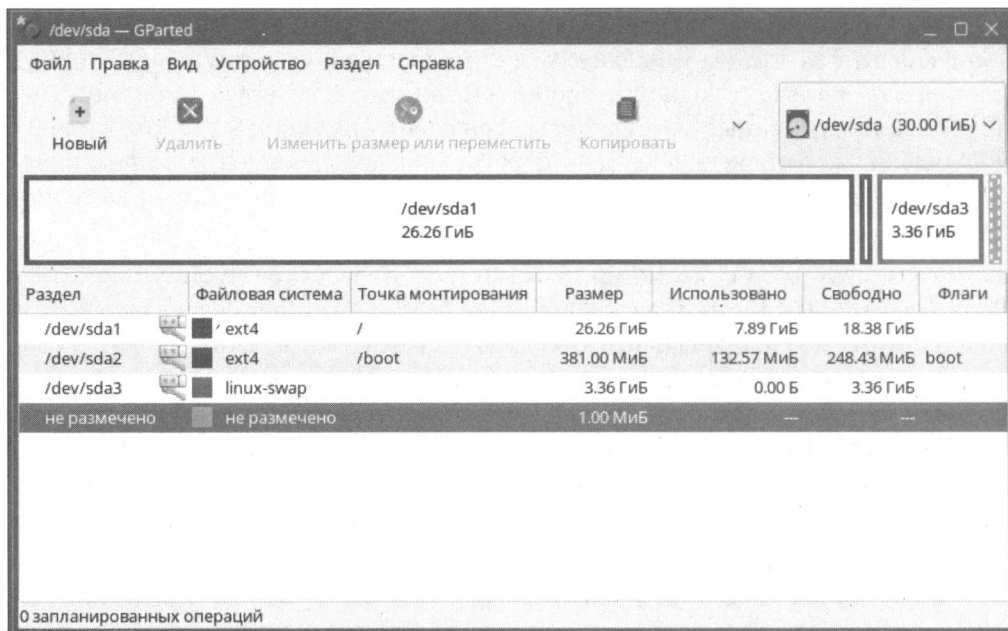 /dev/sda — GParted
Файл Правка Вид Устройство Раздел Справка
Новый Удалить Изменить размер или переместить Копировать /dev/sda (30.00 ГиБ)
/dev/sda1 /dev/sda3
26.26 ГиБ 3.36 ГиБ
Раздел Файловая система Точка монтирования Размер Использовано Свободно Флаги
/dev/sda1 ext4 / 26.26 ГиБ 7.89 ГиБ 18.38 ГиБ
/dev/sda2 ext4 /boot 381.00 МиБ 132.57 МиБ 248.43 МиБ boot
/dev/sda3 linux-swap 3.36 ГиБ 0.00 Б 3.36 ГиБ
не размечено не размечено 1.00 МиБ --- ---
0 запланированных операций